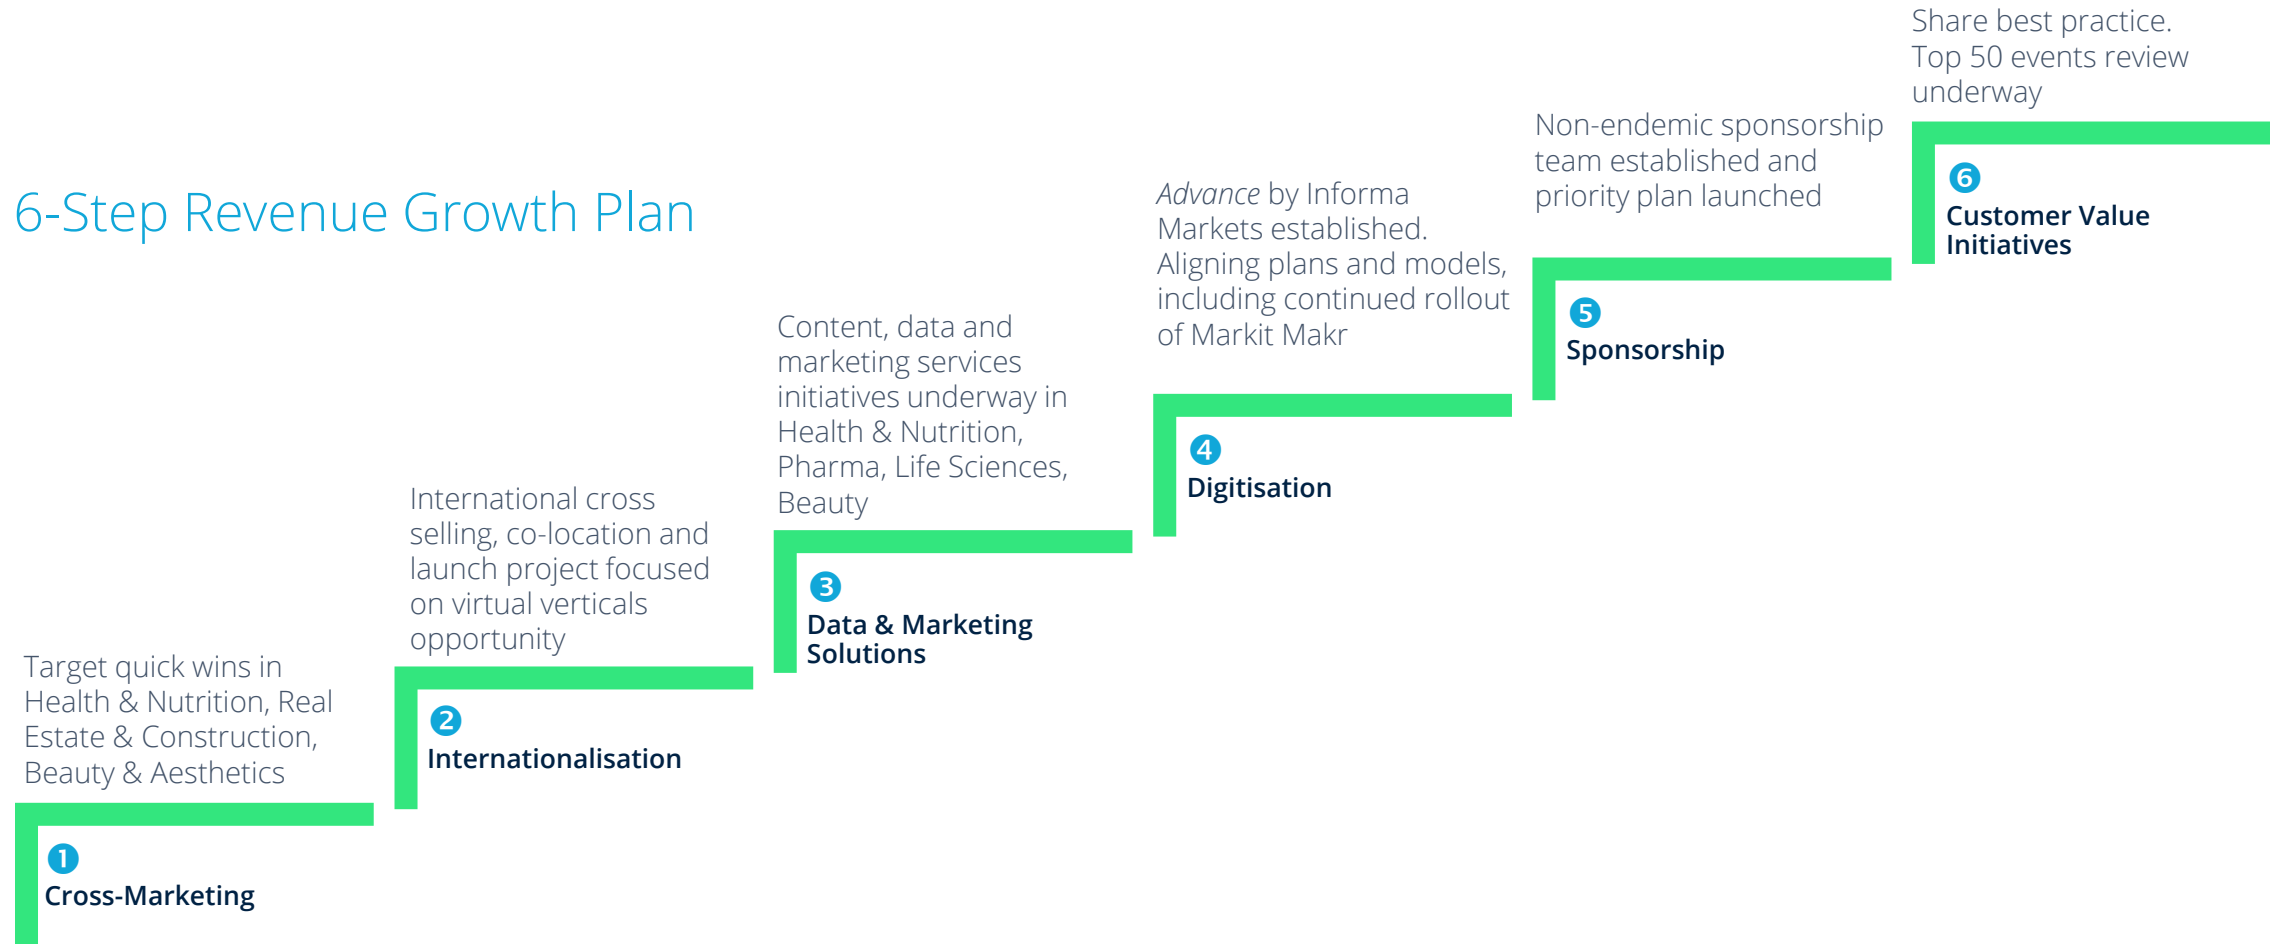 6-Step Revenue Growth Plan
Target quick wins in
Health & Nutrition, Real
Estate & Construction,
Beauty & Aesthetics
1
Cross-Marketing
International cross
selling, co-location and
launch project focused
on virtual verticals
opportunity
2
Internationalisation
Content, data and
marketing services
initiatives underway in
Health & Nutrition,
Pharma, Life Sciences,
Beauty
3
Data & Marketing
Solutions
Advance by Informa
Markets established.
Aligning plans and models,
including continued rollout
of Markit Makr
4
Digitisation
Non-endemic sponsorship
team established and
priority plan launched
5
Sponsorship
Share best practice.
Top 50 events review
underway
6
Customer Value
Initiatives